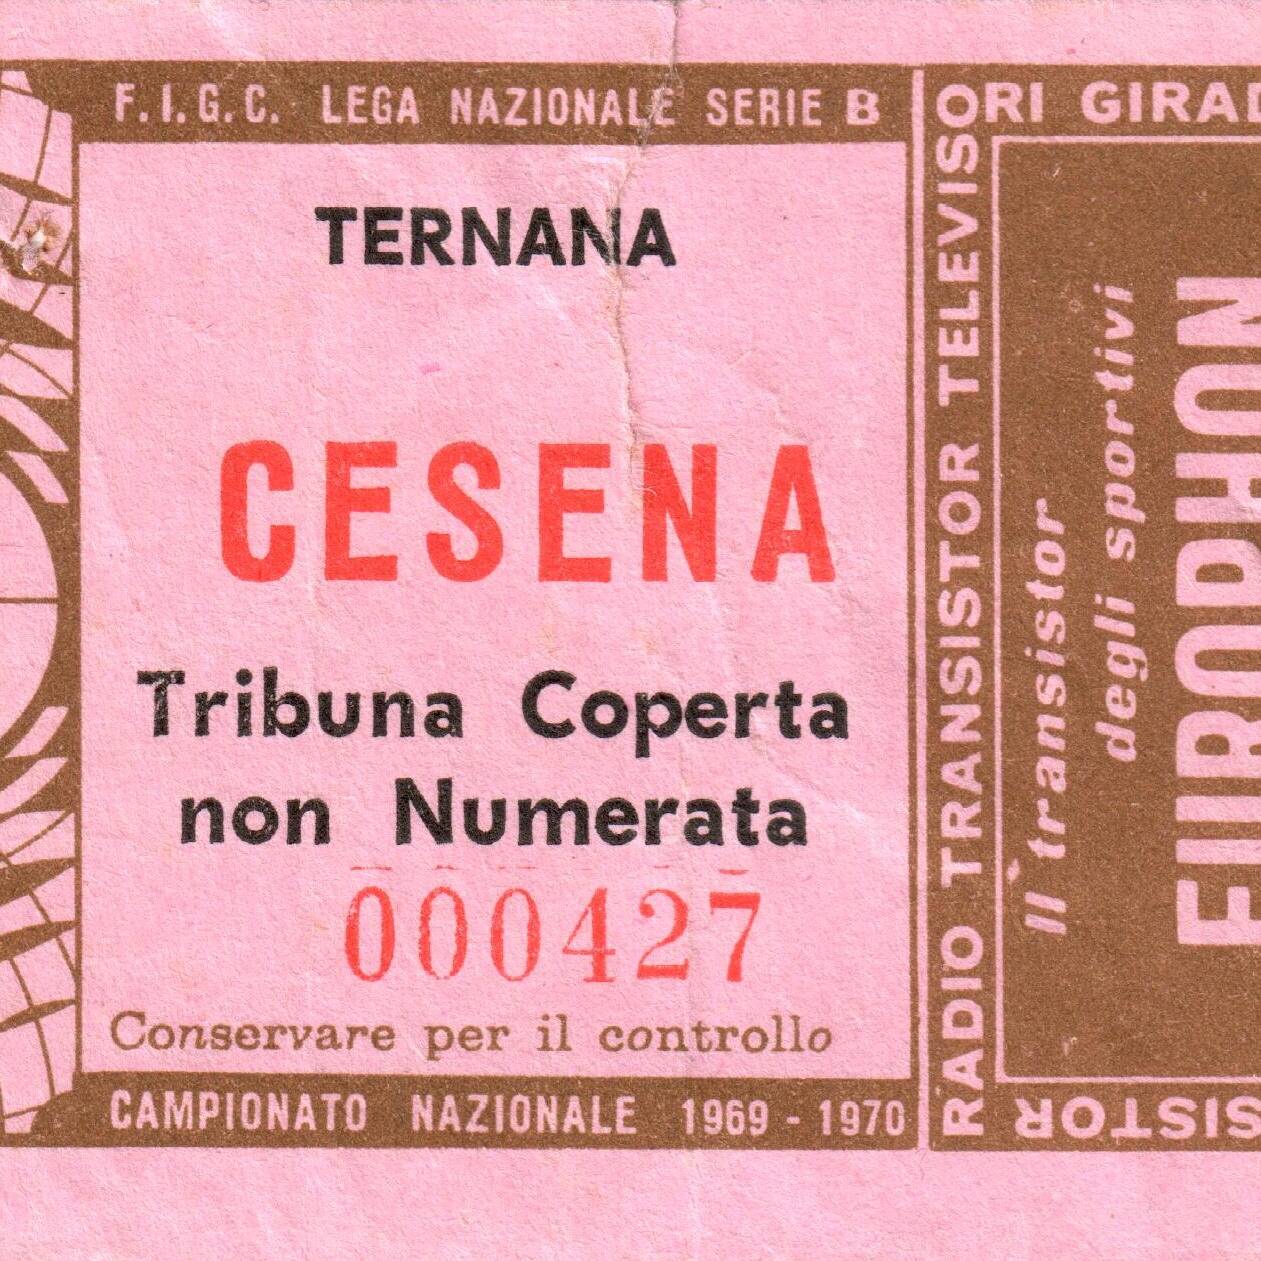 F.I.G.C. LEGA NAZIONALE SERIE B
TERNANA
CESENA
Tribuna Coperta
non Numerata
000427
Conservare per il controllo
CAMPIONATO NAZIONALE 1969 - 1970
RADIO TRANSISTOR TELEVISORI GIRAD
Il transistor
degli sportivi
EUROPHON
SISTOR